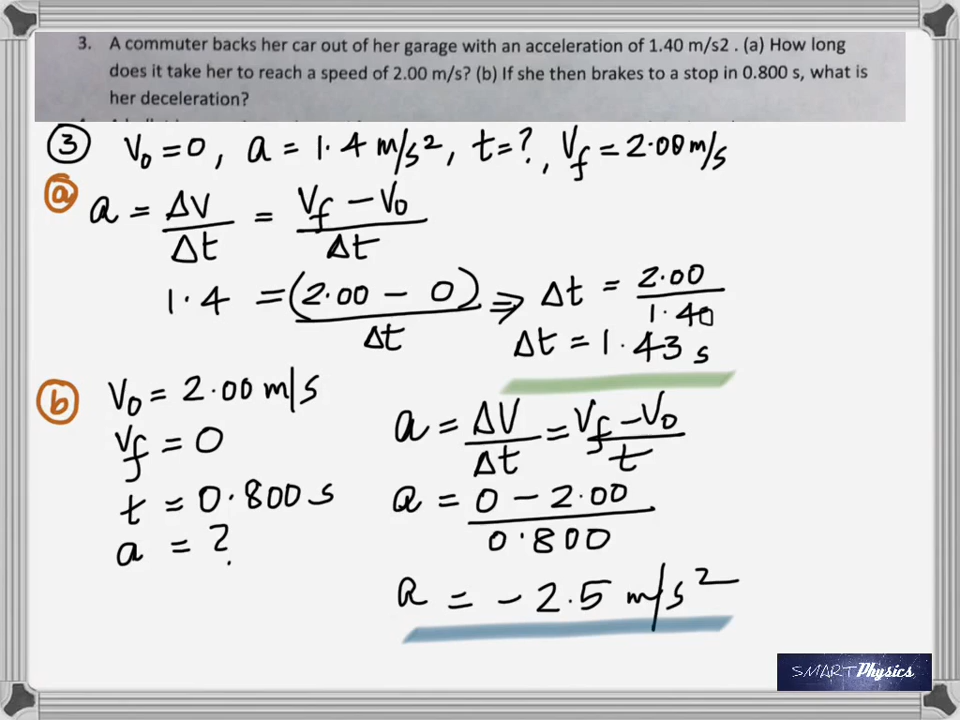 3. A commuter backs her car out of her garage with an acceleration of 1.40 m/s2 . (a) How long
does it take her to reach a speed of 2.00 m/s? (b) If she then brakes to a stop in 0.800 s, what is
her deceleration?
③ V₀ = 0, a = 1.4 m/s², t = ?, Vf = 2.00 m/s
ⓐ a = ΔV/Δt = (Vf − V₀)/Δt
1.4 = (2.00 − 0)/Δt ⇒ Δt = 2.00/1.40
Δt = 1.43 s
ⓑ V₀ = 2.00 m/s
Vf = 0
t = 0.800 s
a = ?
a = ΔV/Δt = (Vf − V₀)/t
a = (0 − 2.00)/0.800
a = −2.5 m/s²
SMART Physics